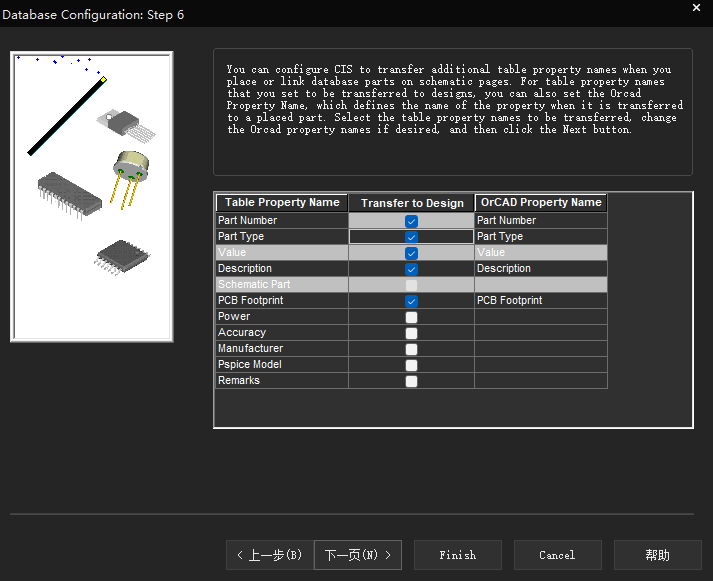 Database Configuration: Step 6
You can configure CIS to transfer additional table property names when you
place or link database parts on schematic pages. For table property names
that you set to be transferred to designs, you can also set the Orcad
Property Name, which defines the name of the property when it is transferred
to a placed part. Select the table property names to be transferred, change
the Orcad property names if desired, and then click the Next button.
Table Property Name Transfer to Design OrCAD Property Name
Part Number Part Number
Part Type Part Type
Value Value
Description Description
Schematic Part
PCB Footprint PCB Footprint
Power
Accuracy
Manufacturer
Pspice Model
Remarks
< 上一步(B) 下一页(N) > Finish Cancel 帮助